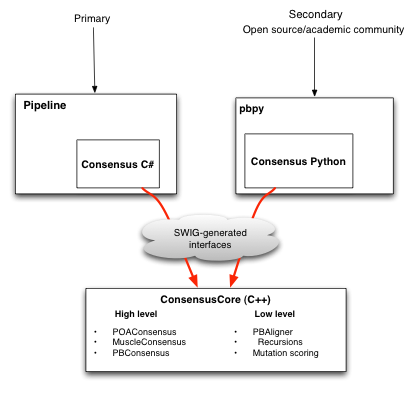 Primary
Secondary
Open source/academic community
Pipeline
Consensus C#
pbpy
Consensus Python
SWIG-generated
interfaces
ConsensusCore (C++)
High level
• POAConsensus
• MuscleConsensus
• PBConsensus
Low level
• PBAligner
• Recursions
• Mutation scoring